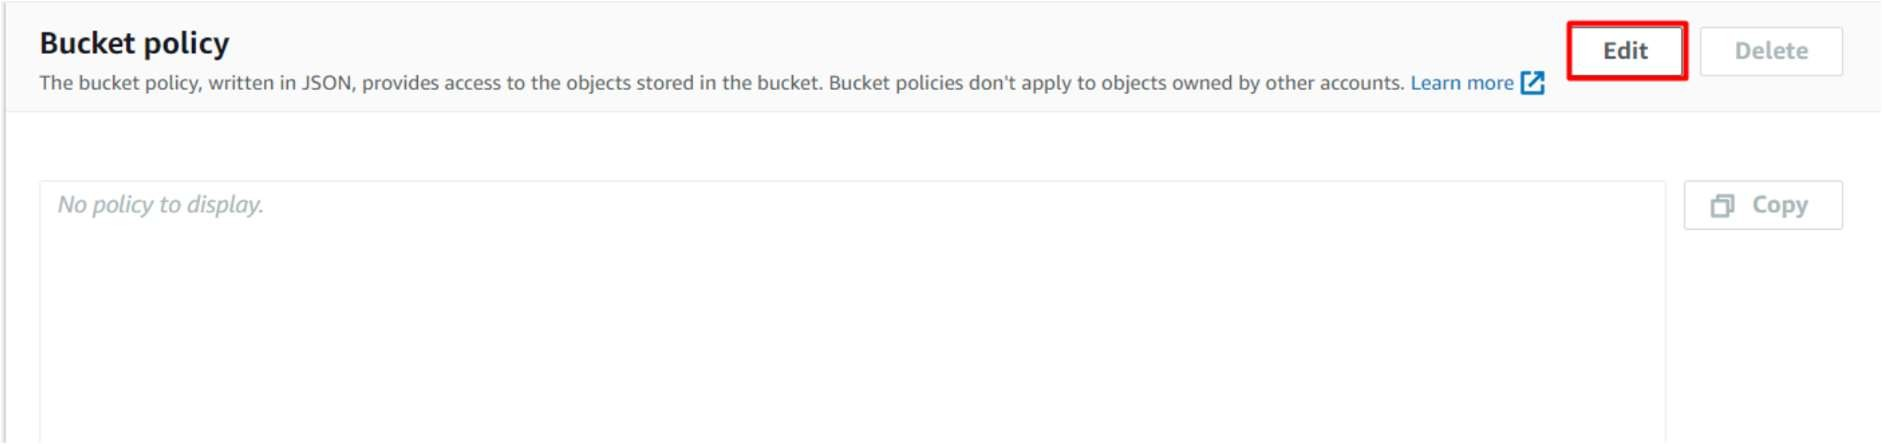 Bucket policy
Edit
Delete
The bucket policy, written in JSON, provides access to the objects stored in the bucket. Bucket policies don't apply to objects owned by other accounts. Learn more
No policy to display.
Copy